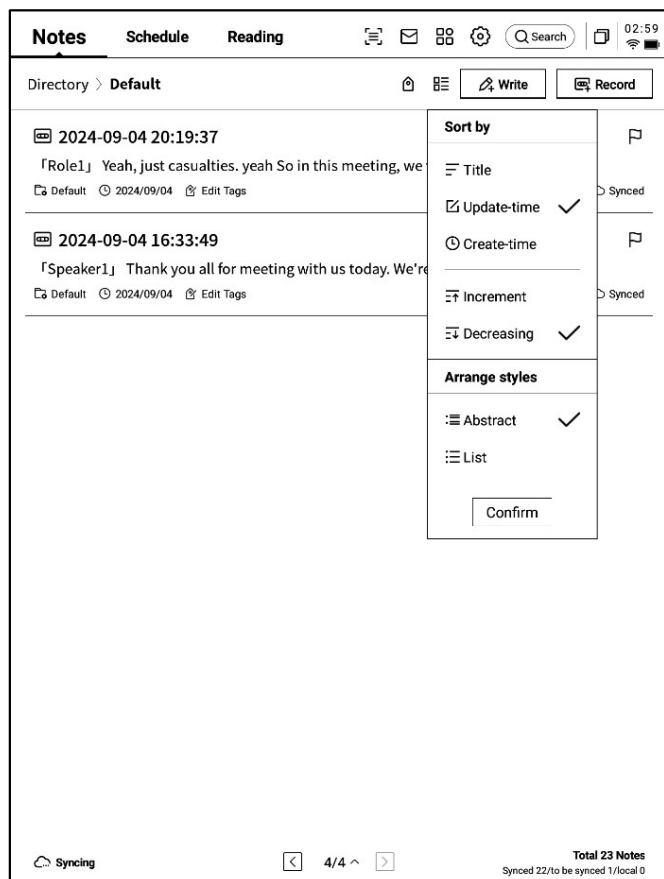 Notes Schedule Reading Search 02:59
Directory > Default Write Record
2024-09-04 20:19:37
「Role1」 Yeah, just casualties. yeah So in this meeting, we
Default 2024/09/04 Edit Tags Synced
2024-09-04 16:33:49
「Speaker1」 Thank you all for meeting with us today. We're
Default 2024/09/04 Edit Tags Synced
Sort by
Title
Update-time
Create-time
Increment
Decreasing
Arrange styles
Abstract
List
Confirm
Syncing
4/4
Total 23 Notes
Synced 22/to be synced 1/local 0